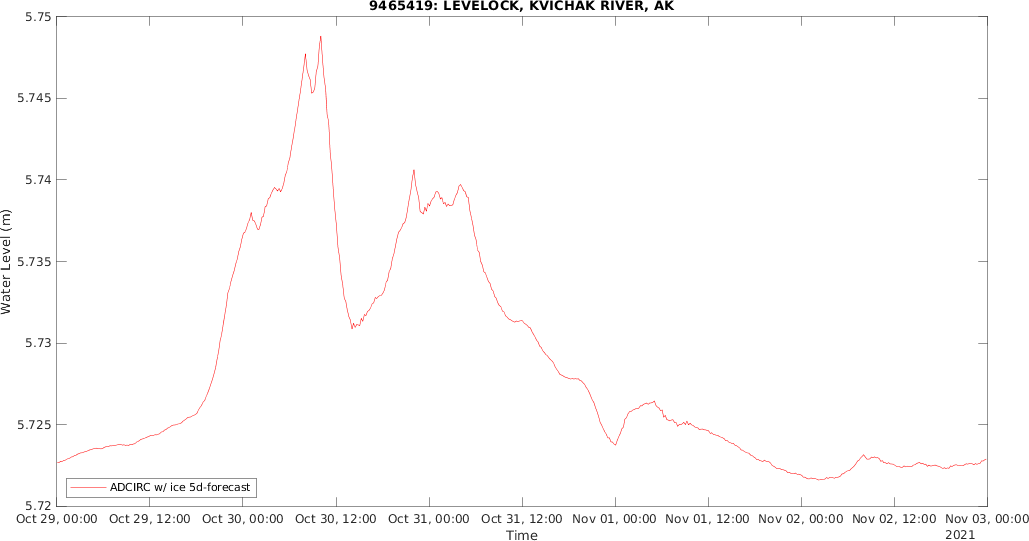 9465419: LEVELOCK, KVICHAK RIVER, AK
5.75
5.745
5.74
5.735
5.73
5.725
5.72
Water Level (m)
ADCIRC w/ ice 5d-forecast
Oct 29, 00:00 Oct 29, 12:00 Oct 30, 00:00 Oct 30, 12:00 Oct 31, 00:00 Oct 31, 12:00 Nov 01, 00:00 Nov 01, 12:00 Nov 02, 00:00 Nov 02, 12:00 Nov 03, 00:00
Time
2021